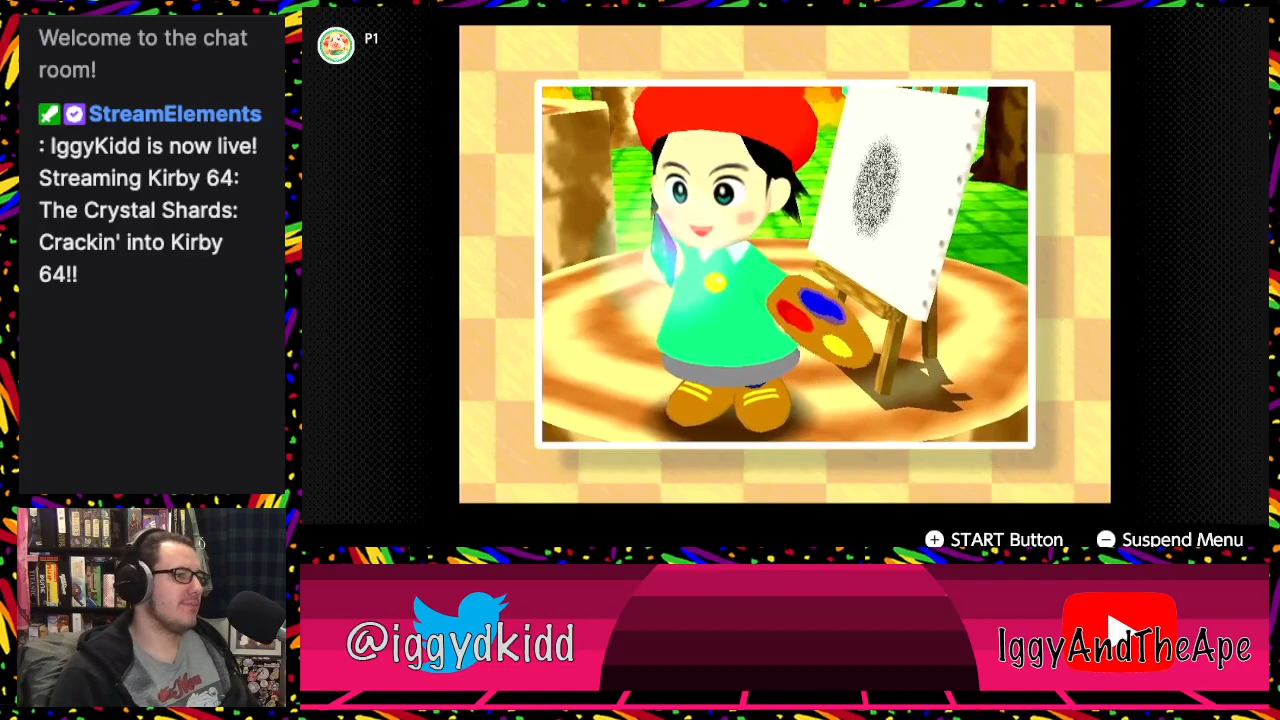 Welcome to the chat
room!
StreamElements
: IggyKidd is now live!
Streaming Kirby 64:
The Crystal Shards:
Crackin' into Kirby
64!!
P1
START Button
Suspend Menu
@iggydkidd
IggyAndTheApe